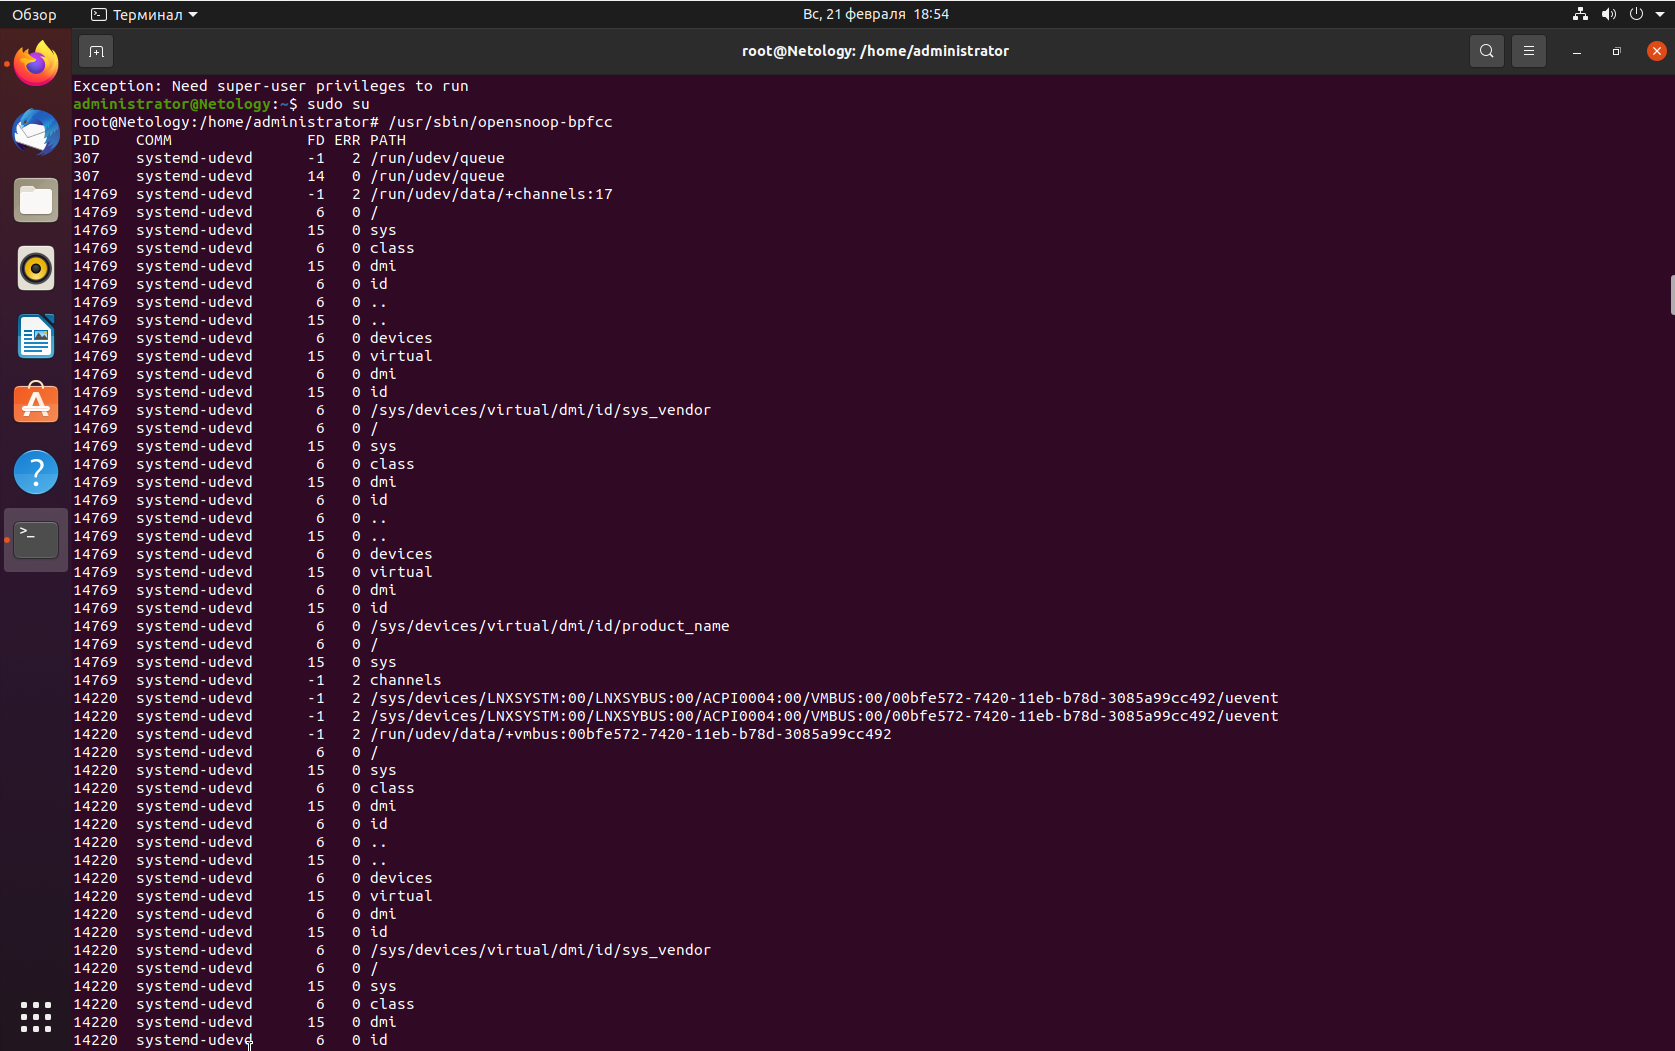 Обзор
Терминал
Вс, 21 февраля 18:54
root@Netology: /home/administrator
Exception: Need super-user privileges to run
administrator@Netology:~$ sudo su
root@Netology:/home/administrator# /usr/sbin/opensnoop-bpfcc
PID    COMM               FD ERR PATH
307    systemd-udevd      -1   2 /run/udev/queue
307    systemd-udevd      14   0 /run/udev/queue
14769  systemd-udevd      -1   2 /run/udev/data/+channels:17
14769  systemd-udevd       6   0 /
14769  systemd-udevd      15   0 sys
14769  systemd-udevd       6   0 class
14769  systemd-udevd      15   0 dmi
14769  systemd-udevd       6   0 id
14769  systemd-udevd       6   0 ..
14769  systemd-udevd      15   0 ..
14769  systemd-udevd       6   0 devices
14769  systemd-udevd      15   0 virtual
14769  systemd-udevd       6   0 dmi
14769  systemd-udevd      15   0 id
14769  systemd-udevd       6   0 /sys/devices/virtual/dmi/id/sys_vendor
14769  systemd-udevd       6   0 /
14769  systemd-udevd      15   0 sys
14769  systemd-udevd       6   0 class
14769  systemd-udevd      15   0 dmi
14769  systemd-udevd       6   0 id
14769  systemd-udevd       6   0 ..
14769  systemd-udevd      15   0 ..
14769  systemd-udevd       6   0 devices
14769  systemd-udevd      15   0 virtual
14769  systemd-udevd       6   0 dmi
14769  systemd-udevd      15   0 id
14769  systemd-udevd       6   0 /sys/devices/virtual/dmi/id/product_name
14769  systemd-udevd       6   0 /
14769  systemd-udevd      15   0 sys
14769  systemd-udevd      -1   2 channels
14220  systemd-udevd      -1   2 /sys/devices/LNXSYSTM:00/LNXSYBUS:00/ACPI0004:00/VMBUS:00/00bfe572-7420-11eb-b78d-3085a99cc492/uevent
14220  systemd-udevd      -1   2 /sys/devices/LNXSYSTM:00/LNXSYBUS:00/ACPI0004:00/VMBUS:00/00bfe572-7420-11eb-b78d-3085a99cc492/uevent
14220  systemd-udevd      -1   2 /run/udev/data/+vmbus:00bfe572-7420-11eb-b78d-3085a99cc492
14220  systemd-udevd       6   0 /
14220  systemd-udevd      15   0 sys
14220  systemd-udevd       6   0 class
14220  systemd-udevd      15   0 dmi
14220  systemd-udevd       6   0 id
14220  systemd-udevd       6   0 ..
14220  systemd-udevd      15   0 ..
14220  systemd-udevd       6   0 devices
14220  systemd-udevd      15   0 virtual
14220  systemd-udevd       6   0 dmi
14220  systemd-udevd      15   0 id
14220  systemd-udevd       6   0 /sys/devices/virtual/dmi/id/sys_vendor
14220  systemd-udevd       6   0 /
14220  systemd-udevd      15   0 sys
14220  systemd-udevd       6   0 class
14220  systemd-udevd      15   0 dmi
14220  systemd-udevd       6   0 id